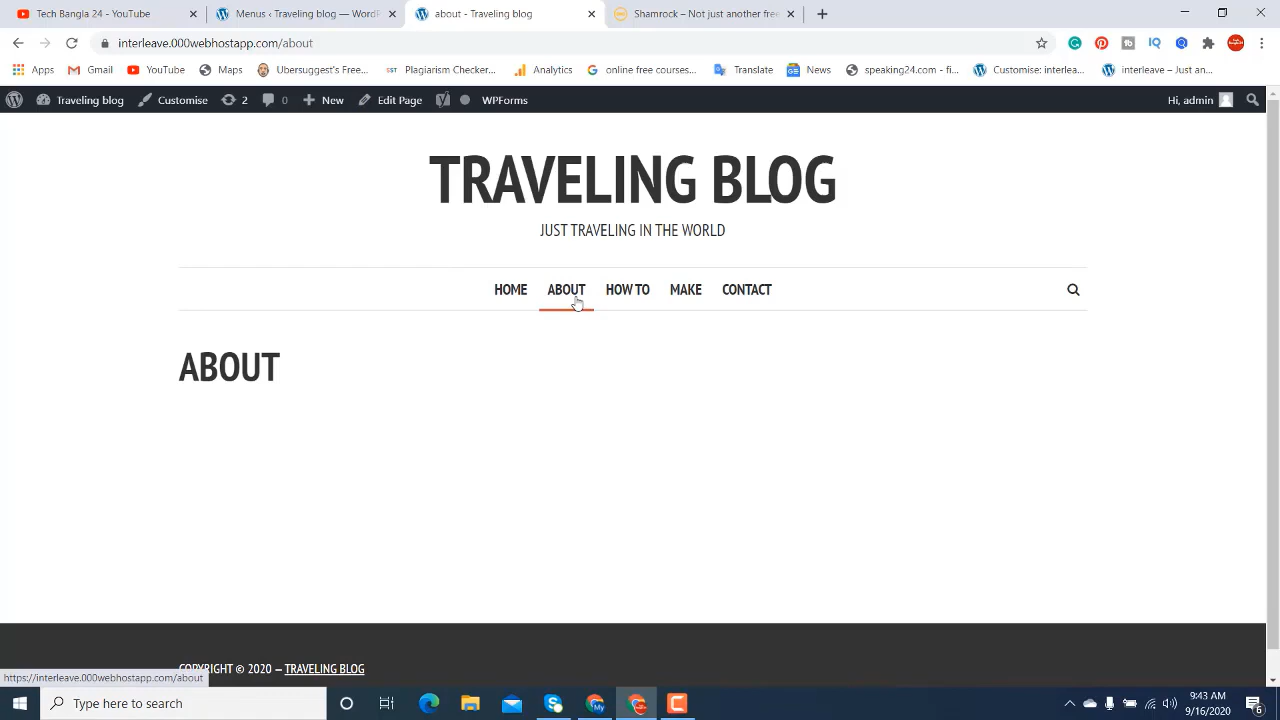 Tech Bangla 24 - YouTube
Menus ‹ Traveling blog — WordP
about - Traveling blog
Shamrock – Not just another free
interleave.000webhostapp.com/about
Apps
Gmail
YouTube
Maps
Ubersuggest's Fre...
Plagiarism Checker...
Analytics
online free courses...
Translate
News
speaking24.com - fi...
Customise: interlea...
interleave – Just an...
Traveling blog
Customise
2
0
New
Edit Page
WPForms
Hi, admin
TRAVELING BLOG
JUST TRAVELING IN THE WORLD
HOME
ABOUT
HOW TO
MAKE
CONTACT
ABOUT
COPYRIGHT © 2020 — TRAVELING BLOG
https://interleave.000webhostapp.com/about
Type here to search
9:43 AM
9/16/2020
6